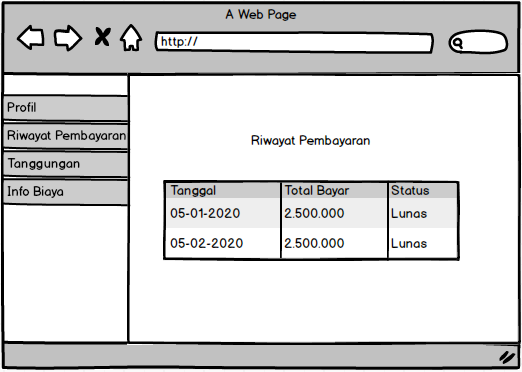 A Web Page
http://
Profil
Riwayat Pembayaran
Tanggungan
Info Biaya
Riwayat Pembayaran
Tanggal Total Bayar Status
05-01-2020 2.500.000 Lunas
05-02-2020 2.500.000 Lunas